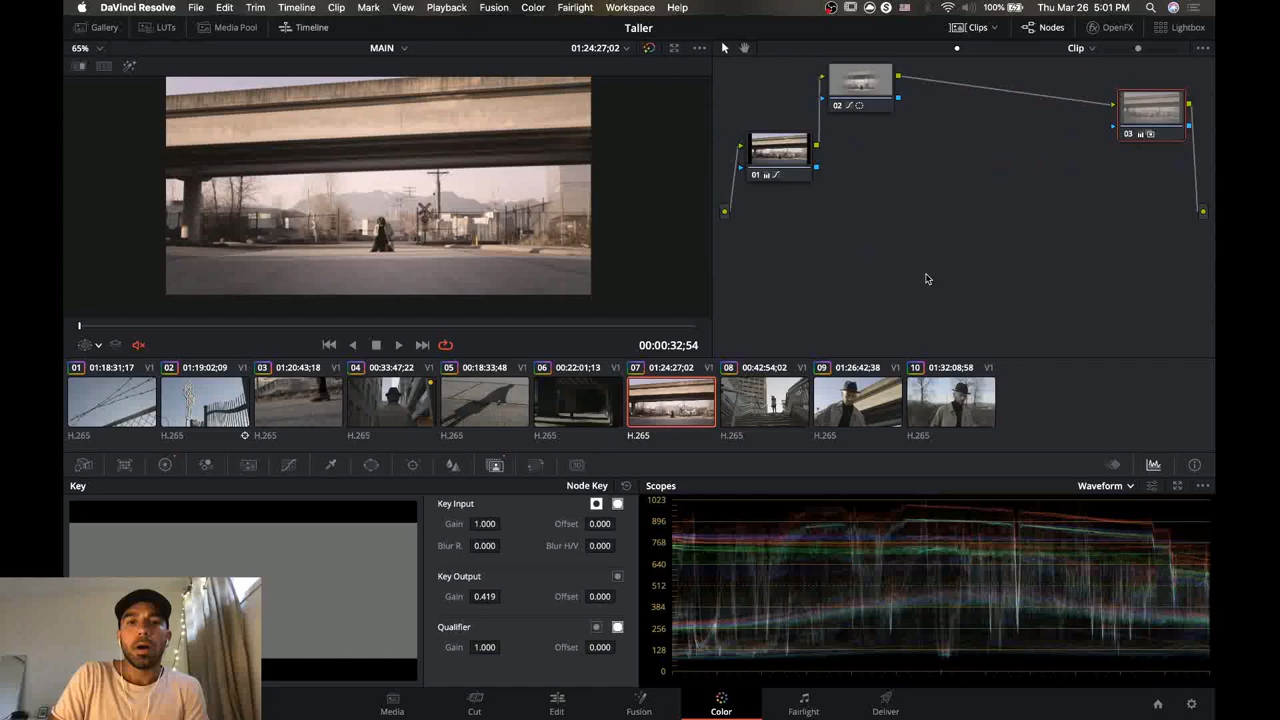 DaVinci Resolve File Edit Trim Timeline Clip Mark View Playback Fusion Color Fairlight Workspace Help 100% Thu Mar 26 5:01 PM
Gallery LUTs Media Pool Timeline Taller Clips Nodes OpenFX Lightbox
65% MAIN 01:24:27;02 Clip
02
03
01
00:00:32;54
01 01:18:31;17 V1 02 01:19:02;09 V1 03 01:20:43;18 V1 04 00:33:47;22 V1 05 00:18:33;48 V1 06 00:22:01;13 V1 07 01:24:27;02 V1 08 00:42:54;02 V1 09 01:26:42;38 V1 10 01:32:08;58 V1
H.265 H.265 H.265 H.265 H.265 H.265 H.265 H.265 H.265 H.265
Key Node Key Scopes Waveform
Key Input
Gain 1.000 Offset 0.000
Blur R. 0.000 Blur H/V 0.000
Key Output
Gain 0.419 Offset 0.000
Qualifier
Gain 1.000 Offset 0.000
1023
896
768
640
512
384
256
128
0
Media Cut Edit Fusion Color Fairlight Deliver